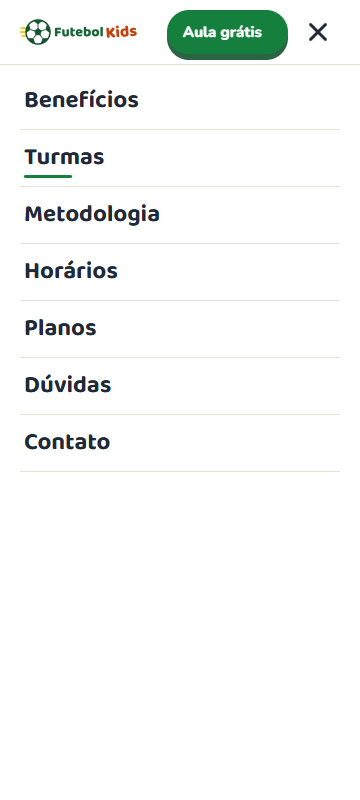 Futebol Kids
Aula grátis
Benefícios
Turmas
Metodologia
Horários
Planos
Dúvidas
Contato